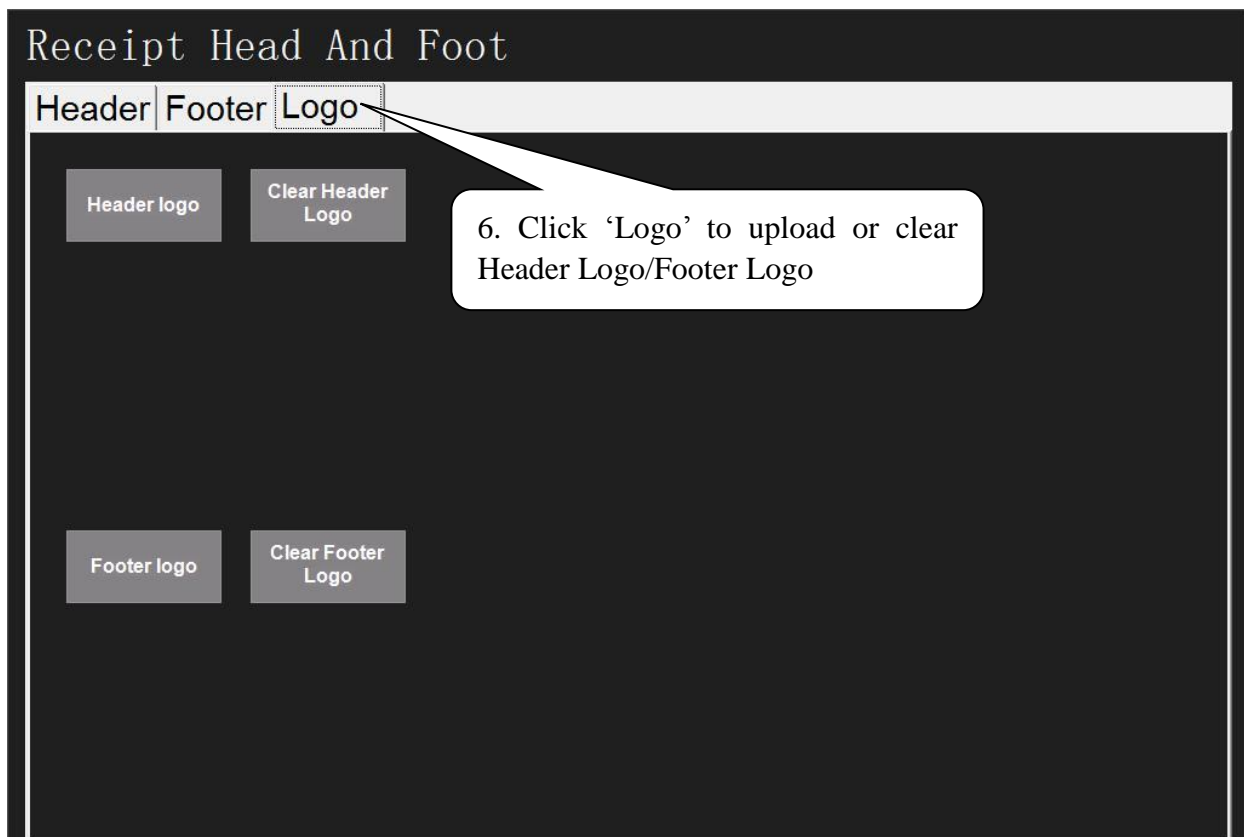 Receipt Head And Foot
Header Footer Logo
Header logo
Clear Header
Logo
6. Click ‘Logo’ to upload or clear
Header Logo/Footer Logo
Footer logo
Clear Footer
Logo